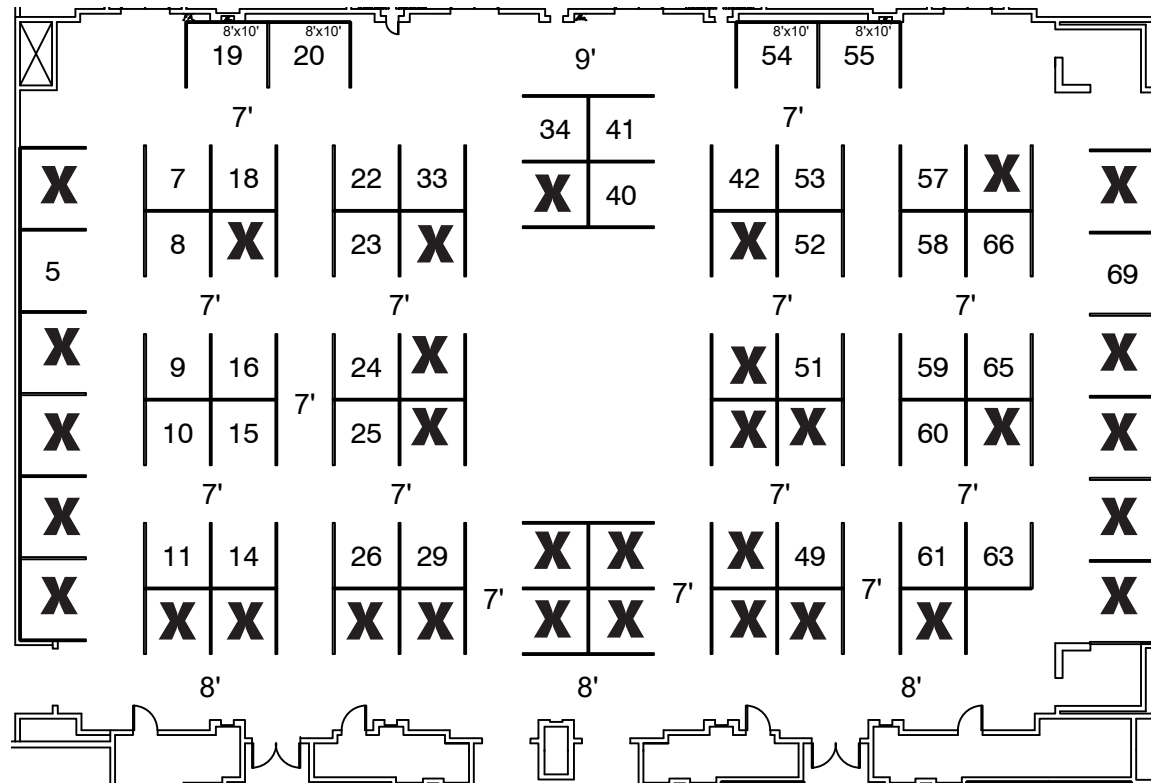 8'x10' 8'x10' 8'x10' 8'x10'
19 20 54 55
9'
7' 7'
34 41
X 7 18 22 33 X 40 42 53 57 X X
8 X 23 X X 52 58 66
5 69
7' 7' 7' 7'
X 9 16 24 X X 51 59 65 X
7'
X 10 15 25 X X X 60 X X
7' 7' 7' 7'
X X
11 14 26 29 X X X 49 61 63
X 7' 7' 7' X
X X X X X X X X X
8' 8' 8'